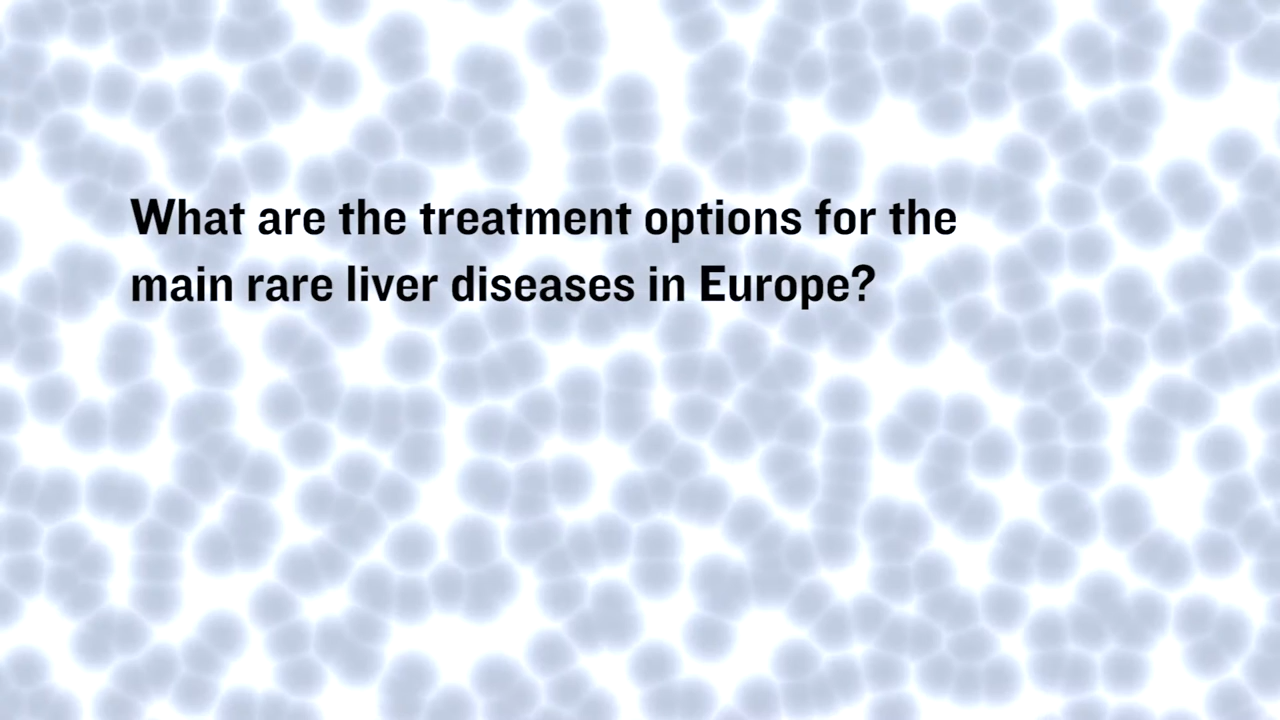 What are the treatment options for the
main rare liver diseases in Europe?